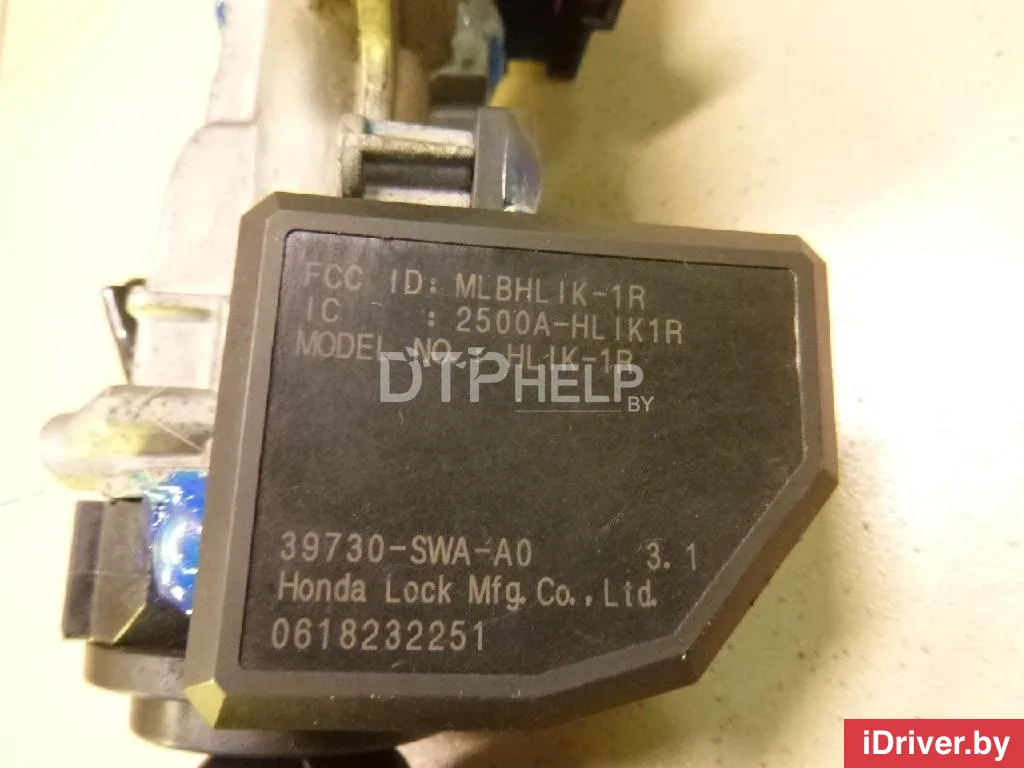 FCC ID: MLBHLIK-1R
IC : 2500A-HLIK1R
MODEL NO.: HLIK-1R
DTPHELP
BY
39730-SWA-A0 3.1
Honda Lock Mfg.Co.,Ltd.
0618232251
iDriver.by